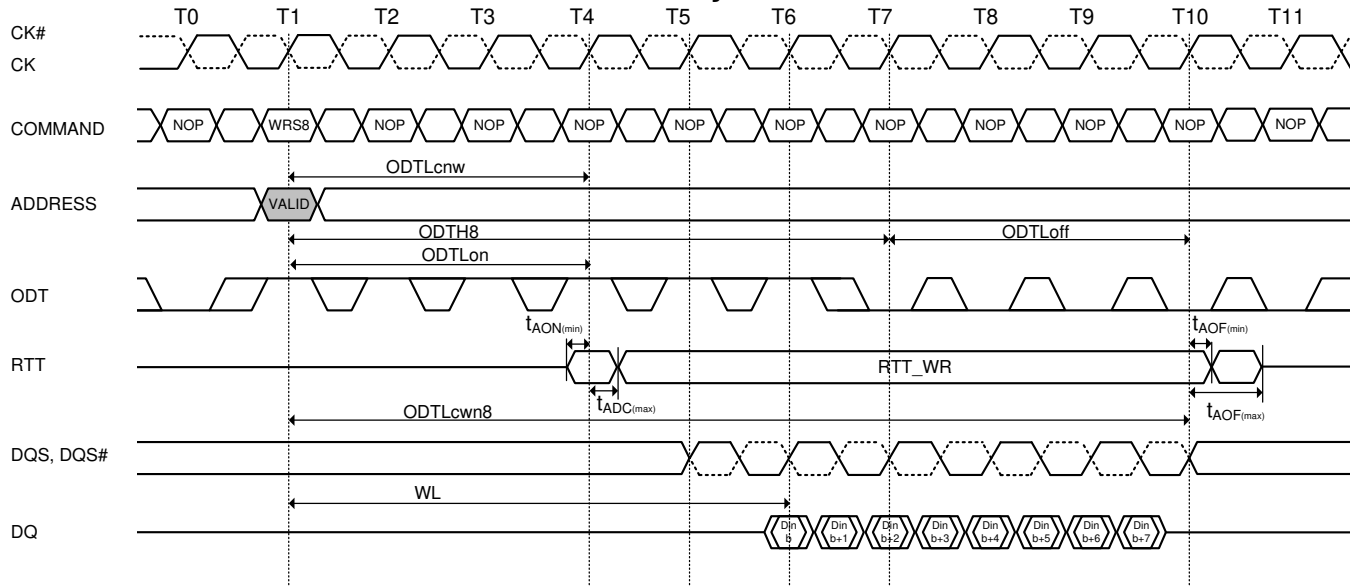 T0 T1 T2 T3 T4 T5 T6 T7 T8 T9 T10 T11
CK#
CK
COMMAND NOP WRS8 NOP NOP NOP NOP NOP NOP NOP NOP NOP NOP
ODTLcnw
ADDRESS VALID
ODTH8 ODTLoff
ODTLon
ODT
tAON(min) tAOF(min)
RTT RTT_WR
tADC(max) tAOF(max)
ODTLcwn8
DQS, DQS#
WL
DQ Din b Din b+1 Din b+2 Din b+3 Din b+4 Din b+5 Din b+6 Din b+7